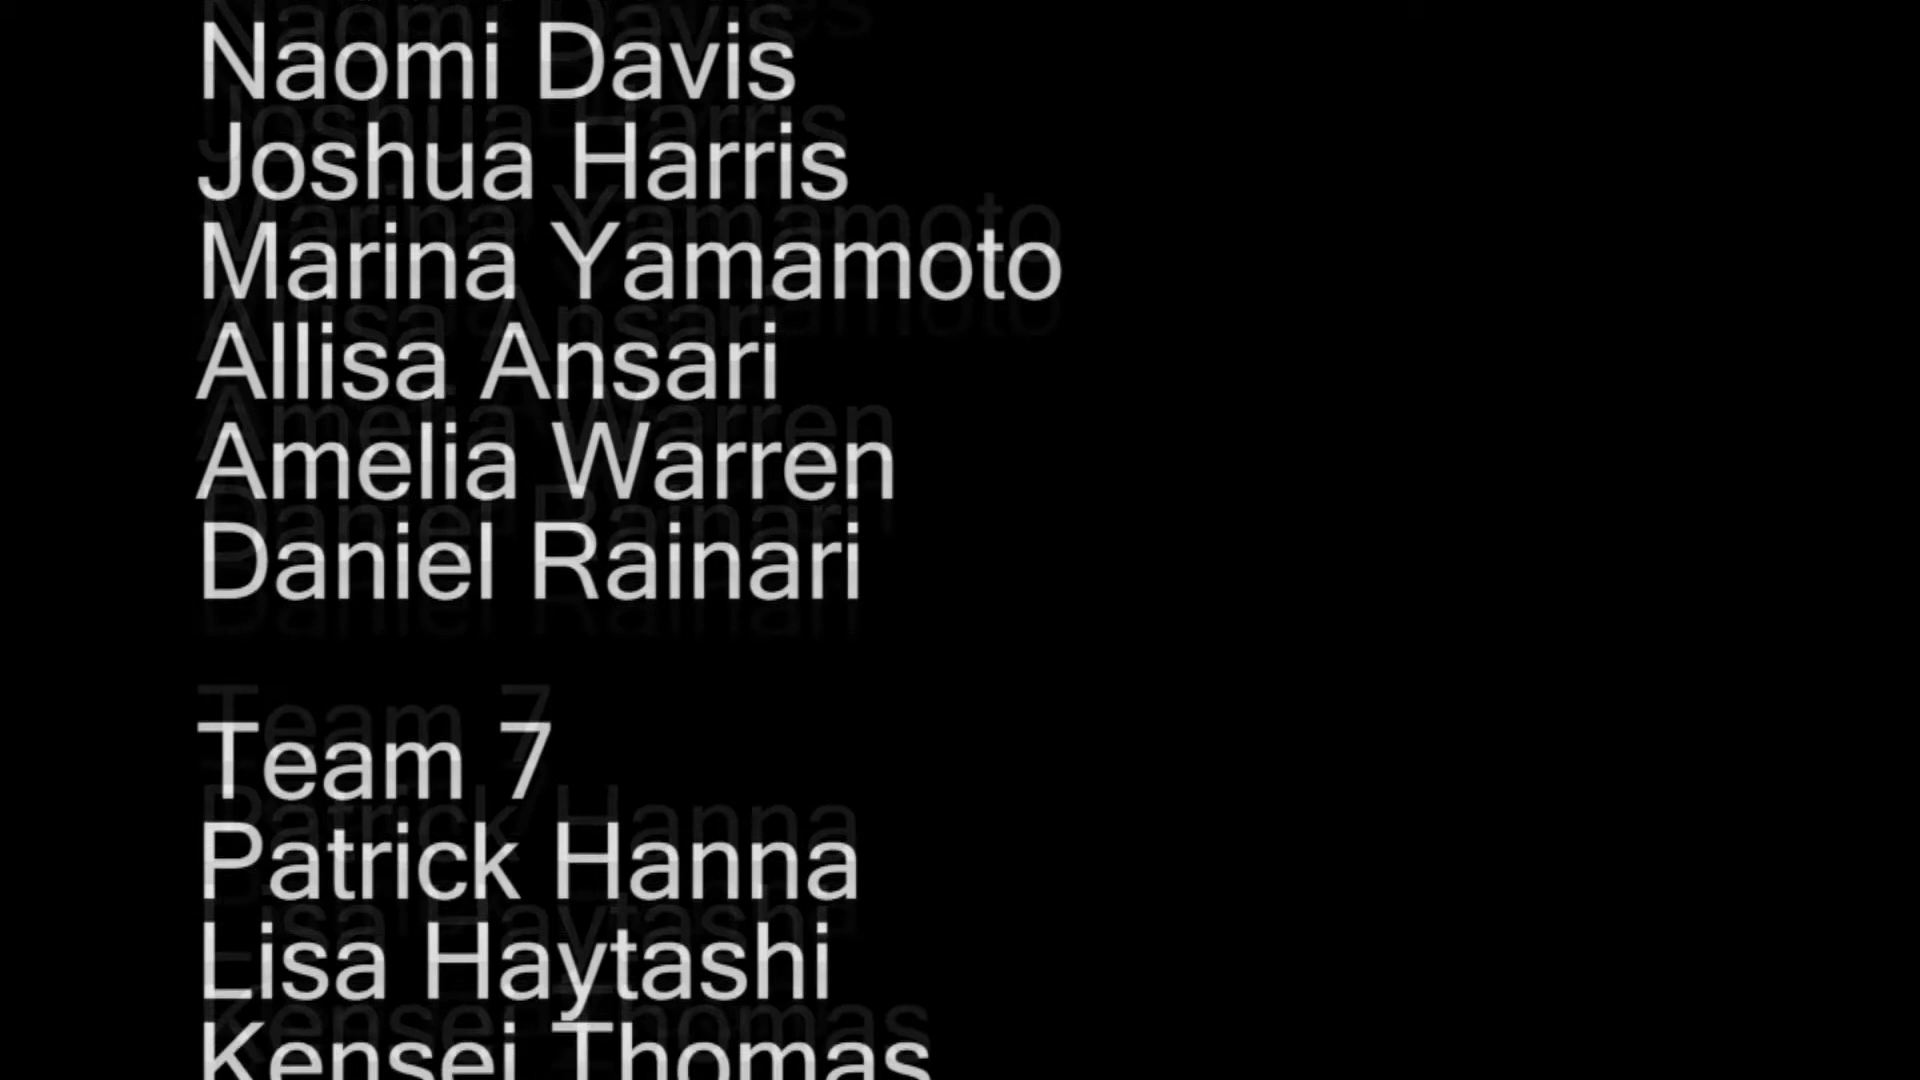 Naomi Davis
Joshua Harris
Marina Yamamoto
Allisa Ansari
Amelia Warren
Daniel Rainari
Team 7
Patrick Hanna
Lisa Haytashi
Kensei Thomas